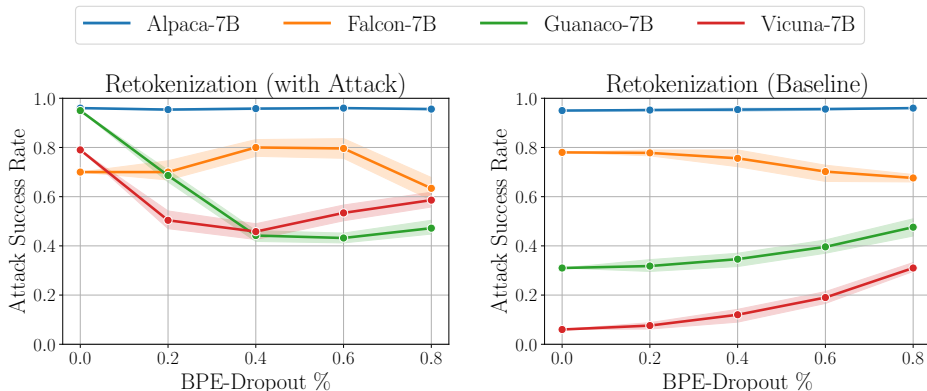 Alpaca-7B Falcon-7B Guanaco-7B Vicuna-7B
Retokenization (with Attack)
Attack Success Rate
1.0
0.8
0.6
0.4
0.2
0.0
0.0 0.2 0.4 0.6 0.8
BPE-Dropout %
Retokenization (Baseline)
Attack Success Rate
1.0
0.8
0.6
0.4
0.2
0.0
0.0 0.2 0.4 0.6 0.8
BPE-Dropout %